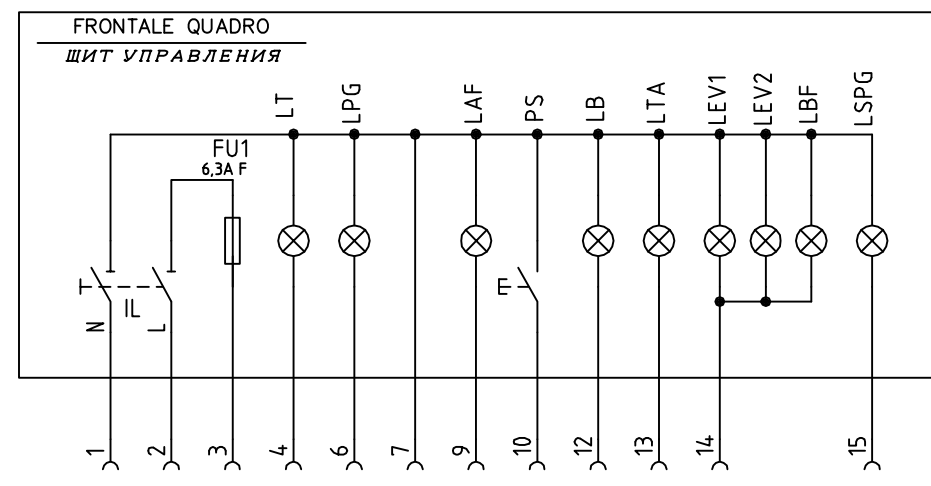 FRONTALE QUADRO
ЩИТ УПРАВЛЕНИЯ
LT
LPG
LAF
PS
LB
LTA
LEV1
LEV2
LBF
LSPG
FU1
6,3A F
IL
N
L
1
2
3
4
6
7
9
10
12
13
14
15